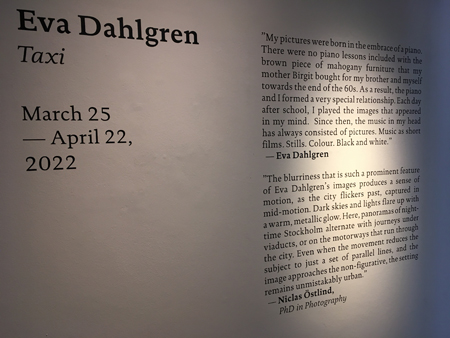 Eva Dahlgren
Taxi
March 25
— April 22,
2022
"My pictures were born in the embrace of a piano.
There were no piano lessons included with the
brown piece of mahogany furniture that my
mother Birgit bought for my brother and myself
towards the end of the 60s. As a result, the piano
and I formed a very special relationship. Each day
after school, I played the images that appeared
in my mind. Since then, the music in my head
has always consisted of pictures. Music as sheer
films. Stills. Colour. Black and white."
— Eva Dahlgren
"The blurriness that is such a prominent feature
of Eva Dahlgren's images produces a sense of
motion, as the city flickers past, captured in
mid-motion. Dark skies and lights flare up with
a warm, metallic glow. Here, panoramas of night-
time Stockholm alternate with journeys under
viaducts, or on the motorways that run through
the city. Even when the movement reduces the
subject to just a set of parallel lines, and the
image approaches the non-figurative, the setting
remains unmistakably urban."
— Niclas Östlind,
PhD in Photography